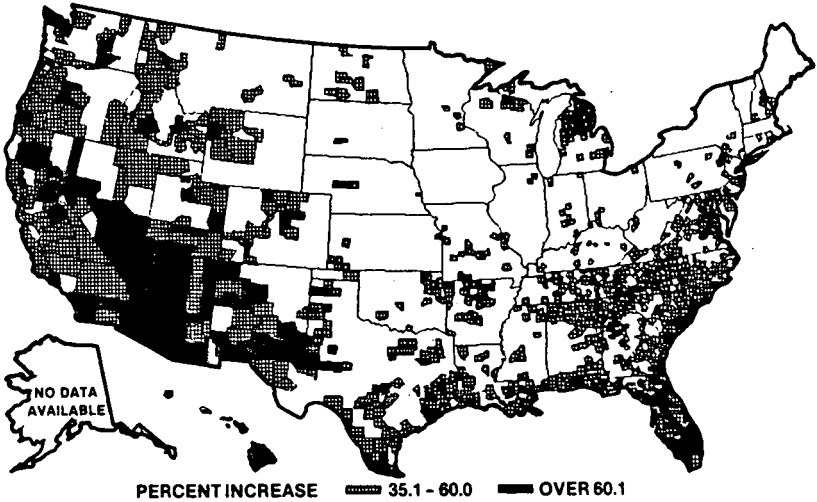 NO DATA
AVAILABLE
PERCENT INCREASE 35.1 - 60.0 OVER 60.1